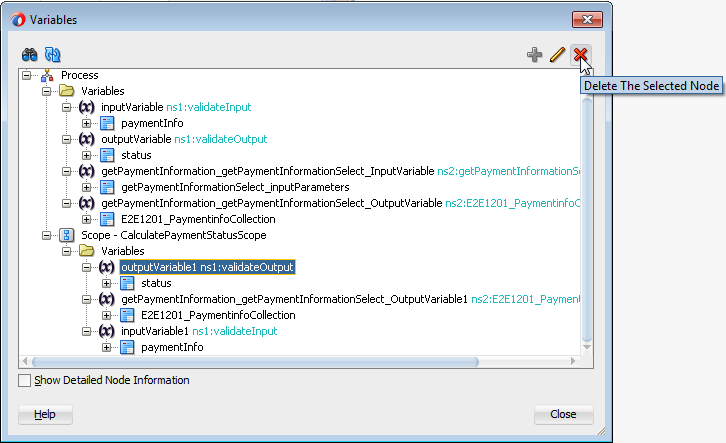 Variables
Delete The Selected Node
Process
Variables
inputVariable ns1:validateInput
paymentInfo
outputVariable ns1:validateOutput
status
getPaymentInformation_getPaymentInformationSelect_InputVariable ns2:getPaymentInformationSe
getPaymentInformationSelect_inputParameters
getPaymentInformation_getPaymentInformationSelect_OutputVariable ns2:E2E1201_PaymentinfoC
E2E1201_PaymentinfoCollection
Scope - CalculatePaymentStatusScope
Variables
outputVariable1 ns1:validateOutput
status
getPaymentInformation_getPaymentInformationSelect_OutputVariable1 ns2:E2E1201_Payment
E2E1201_PaymentinfoCollection
inputVariable1 ns1:validateInput
paymentInfo
Show Detailed Node Information
Help Close